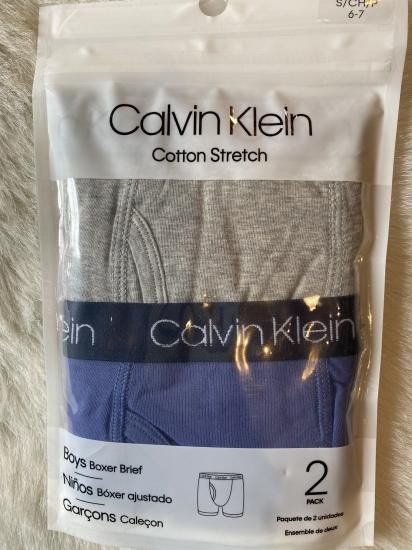 S/CH/P
6-7
Calvin Klein
Cotton Stretch
ein Calvin Klein
Boys Boxer Brief
Niños Bóxer ajustado
Garçons Caleçon
2
PACK
Paquete de 2 unidades
Ensemble de deux